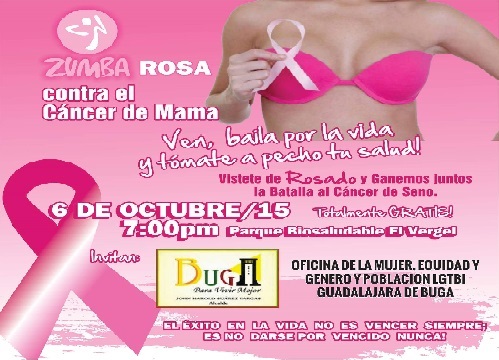 ZUMBA ROSA
contra el
Cáncer de Mama
Ven, baila por la vida
y tómate a pecho tu salud!
Vístete de Rosado y Ganemos Juntos
la Batalla al Cáncer de Seno.
6 DE OCTUBRE/15
Totalmente GRATIS!
7:00pm Parque Biosaludable El Vergel
Invitan:
BUGA
Para Vivir Mejor
Alcalde
OFICINA DE LA MUJER, EQUIDAD Y
GENERO Y POBLACION LGTBI
GUADALAJARA DE BUGA
EL ÉXITO EN LA VIDA NO ES VENCER SIEMPRE;
ES NO DARSE POR VENCIDO NUNCA!